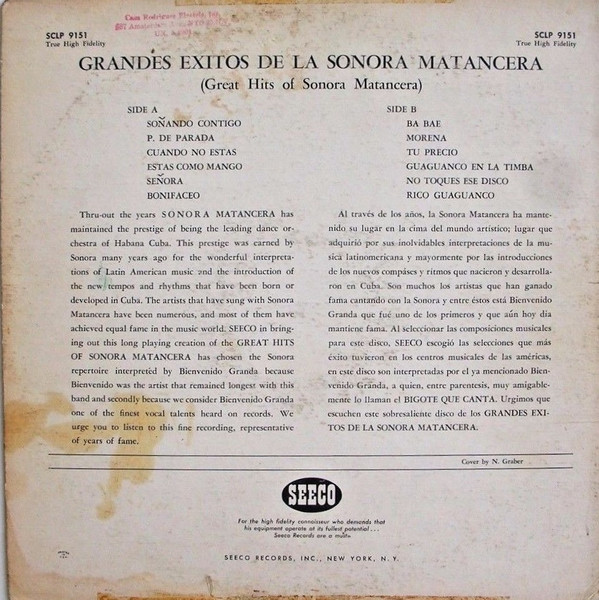 SCLP 9151
True High Fidelity
SCLP 9151
True High Fidelity
GRANDES EXITOS DE LA SONORA MATANCERA
(Great Hits of Sonora Matancera)
SIDE A
SOÑANDO CONTIGO
P. DE PARADA
CUANDO NO ESTAS
ESTAS COMO MANGO
SEÑORA
BONIFACEO
SIDE B
BA BAE
MORENA
TU PRECIO
GUAGUANCO EN LA TIMBA
NO TOQUES ESE DISCO
RICO GUAGUANCO
Thru-out the years SONORA MATANCERA has
maintained the prestige of being the leading dance or-
chestra of Habana Cuba. This prestige was earned by
Sonora many years ago for the wonderful interpreta-
tions of Latin American music and the introduction of
the new tempos and rhythms that have been born or
developed in Cuba. The artists that have sung with Sonora
Matancera have been numerous, and most of them have
achieved equal fame in the music world. SEECO in bring-
ing out this long playing creation of the GREAT HITS
OF SONORA MATANCERA has chosen the Sonora
repertoire interpreted by Bienvenido Granda because
Bienvenido was the artist that remained longest with this
band and secondly because we consider Bienvenido Granda
one of the finest vocal talents heard on records. We
urge you to listen to this fine recording, representative
of years of fame.
Al través de los años, la Sonora Matancera ha mante-
nido su lugar en la cima del mundo artístico; lugar que
adquirió por sus inolvidables interpretaciones de la mu-
sica latinomericana y mayormente por las introducciones
de los nuevos compáses y ritmos que nacieron y desarrolla-
ron en Cuba. Son muchos los artistas que han ganado
fama cantando con la Sonora y entre éstos está Bienvenido
Granda que fué uno de los primeros y que aún hoy dia
mantiene fama. Al seleccionar las composiciones musicales
para este disco, SEECO escogió las selecciones que más
éxito tuvieron en los centros musicales de las américas,
en este disco son interpretadas por el ya mencionado Bien-
venido Gránda, a quien, entre parentesis, muy amigable-
mente lo llaman el BIGOTE QUE CANTA. Urgimos que
escuchen este sobresaliente disco de los GRANDES EXI-
TOS DE LA SONORA MATANCERA.
Cover by N. Graber
SEECO
For the high fidelity connoisseur who demands that
his equipment operate at its fullest potential...
Seeco Records are a must
SEECO RECORDS, INC., NEW YORK, N. Y.